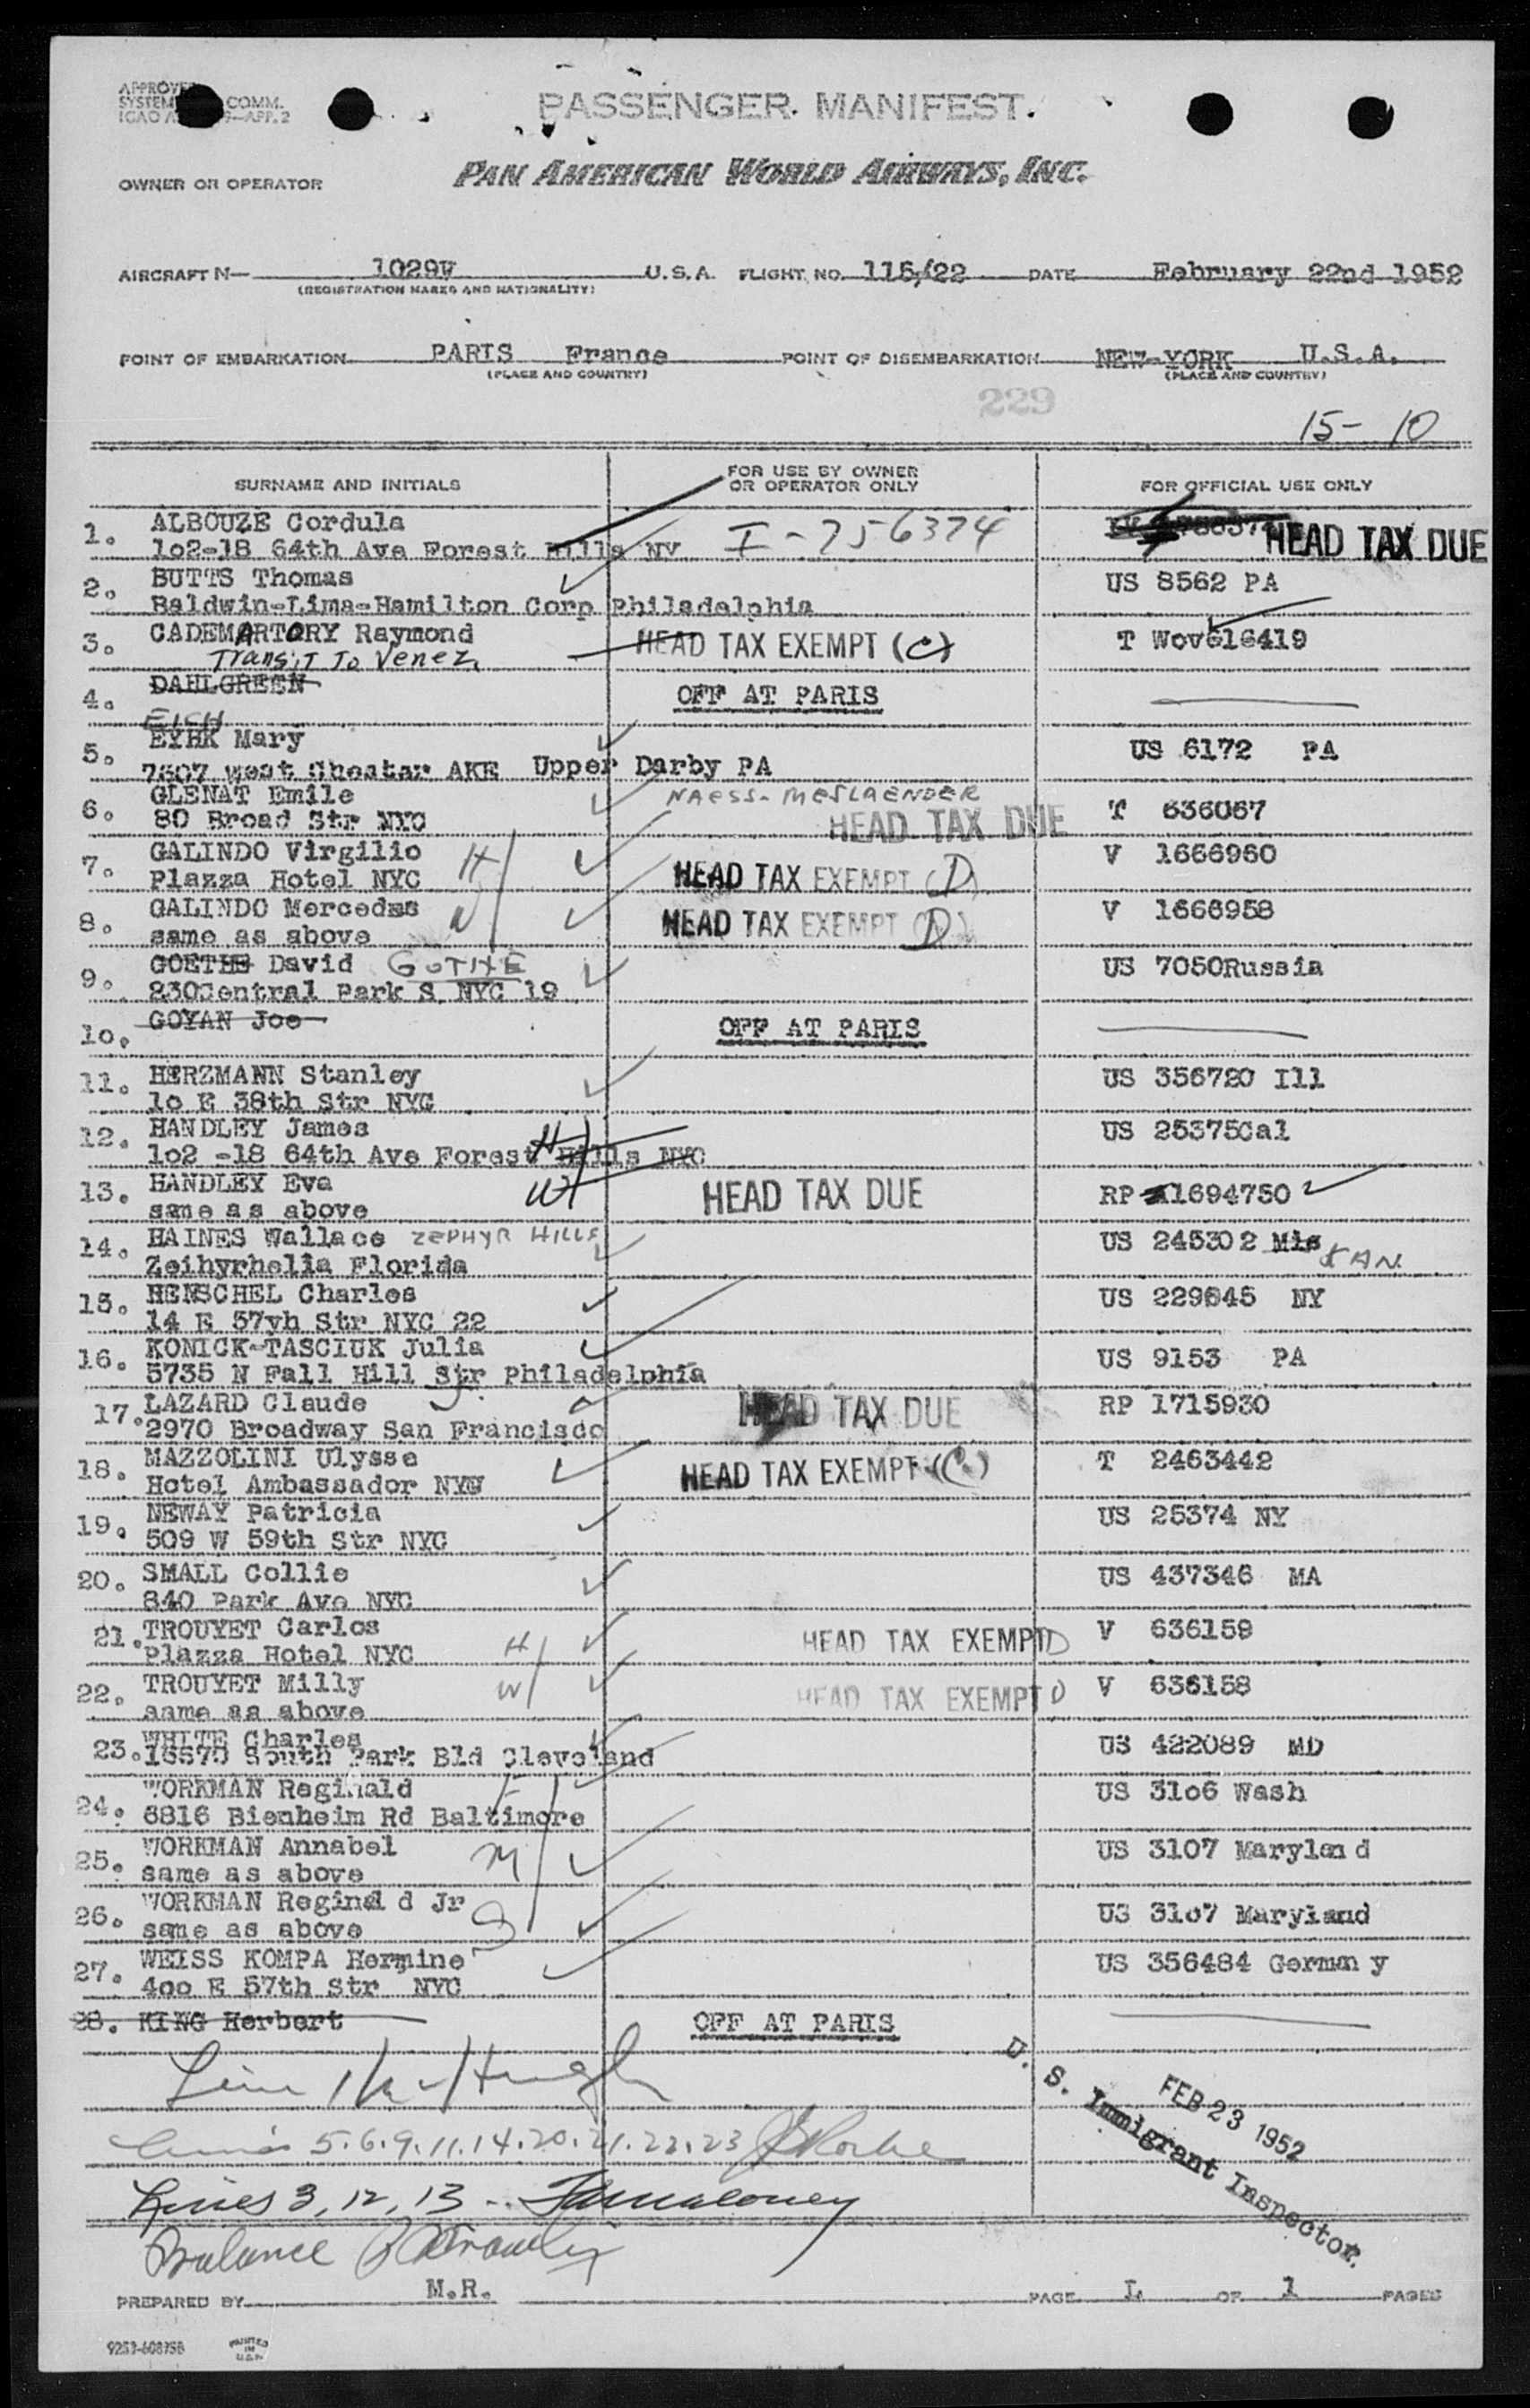 PASSENGER MANIFEST.
PAN AMERICAN WORLD AIRWAYS, INC.
OWNER OR OPERATOR
AIRCRAFT N— 1029V U.S.A. FLIGHT NO. 115/22 DATE February 22nd 1952
(REGISTRATION MARKS AND NATIONALITY)
POINT OF EMBARKATION PARIS France POINT OF DISEMBARKATION NEW-YORK U.S.A.
(PLACE AND COUNTRY) (PLACE AND COUNTRY)
229
15- 10
SURNAME AND INITIALS FOR USE BY OWNER OR OPERATOR ONLY FOR OFFICIAL USE ONLY
1. ALBOUZE Cordula I-756374 HEAD TAX DUE
1o2-18 64th Ave Forest Hills NY
2. BUTTS Thomas US 8562 PA
Baldwin-Lima-Hamilton Corp Philadelphia
3. CADEMARTORY Raymond HEAD TAX EXEMPT (C) T Wov616419
Transit To Venez
4. DAHLGREEN OFF AT PARIS
EICH
5. EYRK Mary US 6172 PA
7607 west Chestar AKE Upper Darby PA
6. GLENAT Emile NAESS-MESLAENDER T 636067
80 Broad Str NYC HEAD TAX DUE
7. GALINDO Virgilio H V 1666960
Plazza Hotel NYC HEAD TAX EXEMPT (D)
8. GALINDO Mercedes W HEAD TAX EXEMPT (D) V 1666958
same as above
9. GOETHE David GOTHE US 7050Russia
230Central Park S NYC 19
1o. GOYAN Joe OFF AT PARIS
11. HERZMANN Stanley US 356720 Ill
1o E 38th Str NYC
12. HANDLEY James H US 25375Cal
1o2 -18 64th Ave Forest Hills NYC
13. HANDLEY Eva W HEAD TAX DUE RP A1694750
same as above
14. HAINES Wallace ZEPHYR HILLS US 245302 Mis KAN.
Zeihyrhelia Florida
15. HENSCHEL Charles US 229645 NY
14 E 57yh Str NYC 22
16. KONICK-TASCIUK Julia US 9153 PA
5735 N Fall Hill Str Philadelphia
17. LAZARD Claude HEAD TAX DUE RP 1715930
2970 Broadway San Francisco
18. MAZZOLINI Ulysse HEAD TAX EXEMPT (C) T 2463442
Hotel Ambassador NYC
19. NEWAY Patricia US 25374 NY
509 W 59th Str NYC
20. SMALL Collie US 437346 MA
840 Park Ave NYC
21. TROUYET Carlos H HEAD TAX EXEMPT D V 636159
Plazza Hotel NYC
22. TROUYET Milly W HEAD TAX EXEMPT D V 636158
same as above
23. WHITE Charles US 422089 MD
16670 South Park Bld Cleveland
24. WORKMAN Reginald F US 31o6 Wash
6816 Bienheim Rd Baltimore
25. WORKMAN Annabel M US 3107 Maryland
same as above
26. WORKMAN Reginal d Jr S US 31o7 Maryland
same as above
27. WEISS KOMPA Hermine US 356484 German y
4oo E 57th Str NYC
28. KING Herbert OFF AT PARIS
5.6.9.11.14.20.21.22.23
Lines 3, 12, 13
Balance
U. S. Immigrant Inspector.
FEB 23 1952
PREPARED BY M.R. PAGE 1 OF 1 PAGES
PRINTED IN U.S.A.